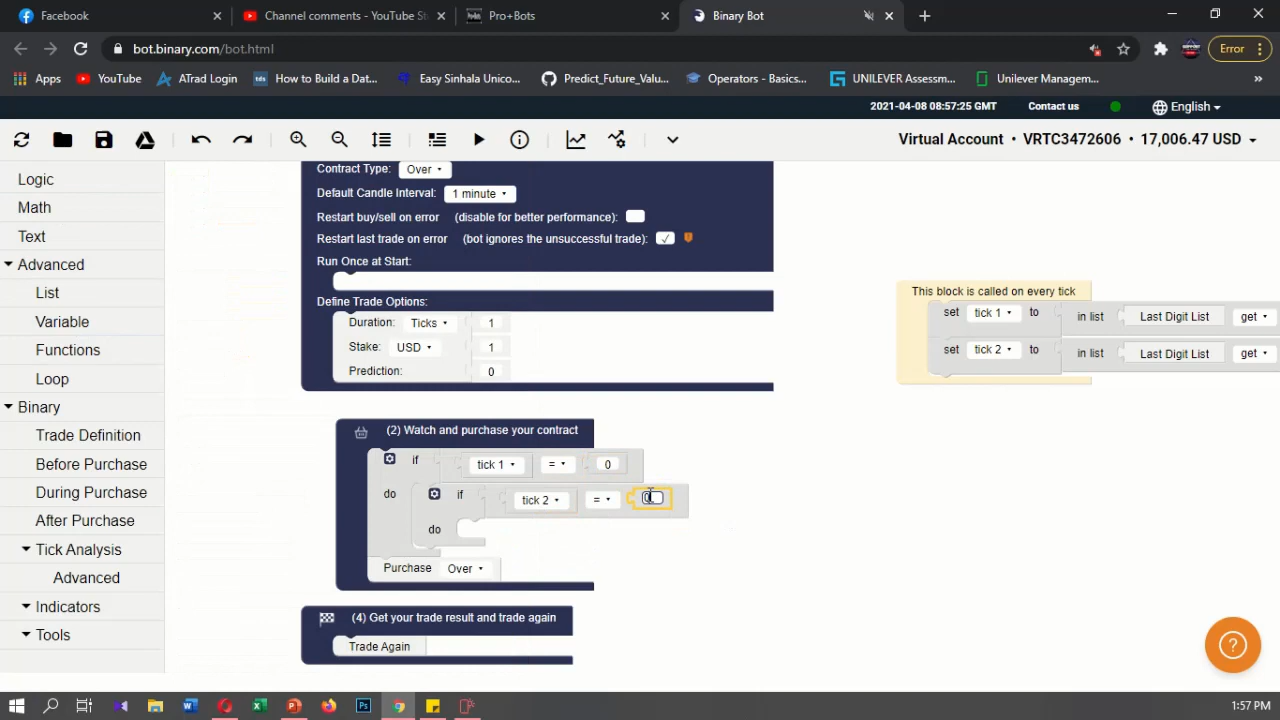 Facebook
Channel comments - YouTube St
Pro+Bots
Binary Bot
bot.binary.com/bot.html
Error
Apps
YouTube
ATrad Login
How to Build a Dat...
Easy Sinhala Unico...
Predict_Future_Valu...
Operators - Basics...
UNILEVER Assessm...
Unilever Managem...
2021-04-08 08:57:25 GMT
Contact us
English
Virtual Account • VRTC3472606 • 17,006.47 USD
Logic
Math
Text
Advanced
List
Variable
Functions
Loop
Binary
Trade Definition
Before Purchase
During Purchase
After Purchase
Tick Analysis
Advanced
Indicators
Tools
Contract Type: Over
Default Candle Interval: 1 minute
Restart buy/sell on error (disable for better performance):
Restart last trade on error (bot ignores the unsuccessful trade): ✓
Run Once at Start:
Define Trade Options:
Duration: Ticks 1
Stake: USD 1
Prediction: 0
This block is called on every tick
set tick 1 to in list Last Digit List get
set tick 2 to in list Last Digit List get
(2) Watch and purchase your contract
if tick 1 = 0
do if tick 2 =
do
Purchase Over
(4) Get your trade result and trade again
Trade Again
1:57 PM